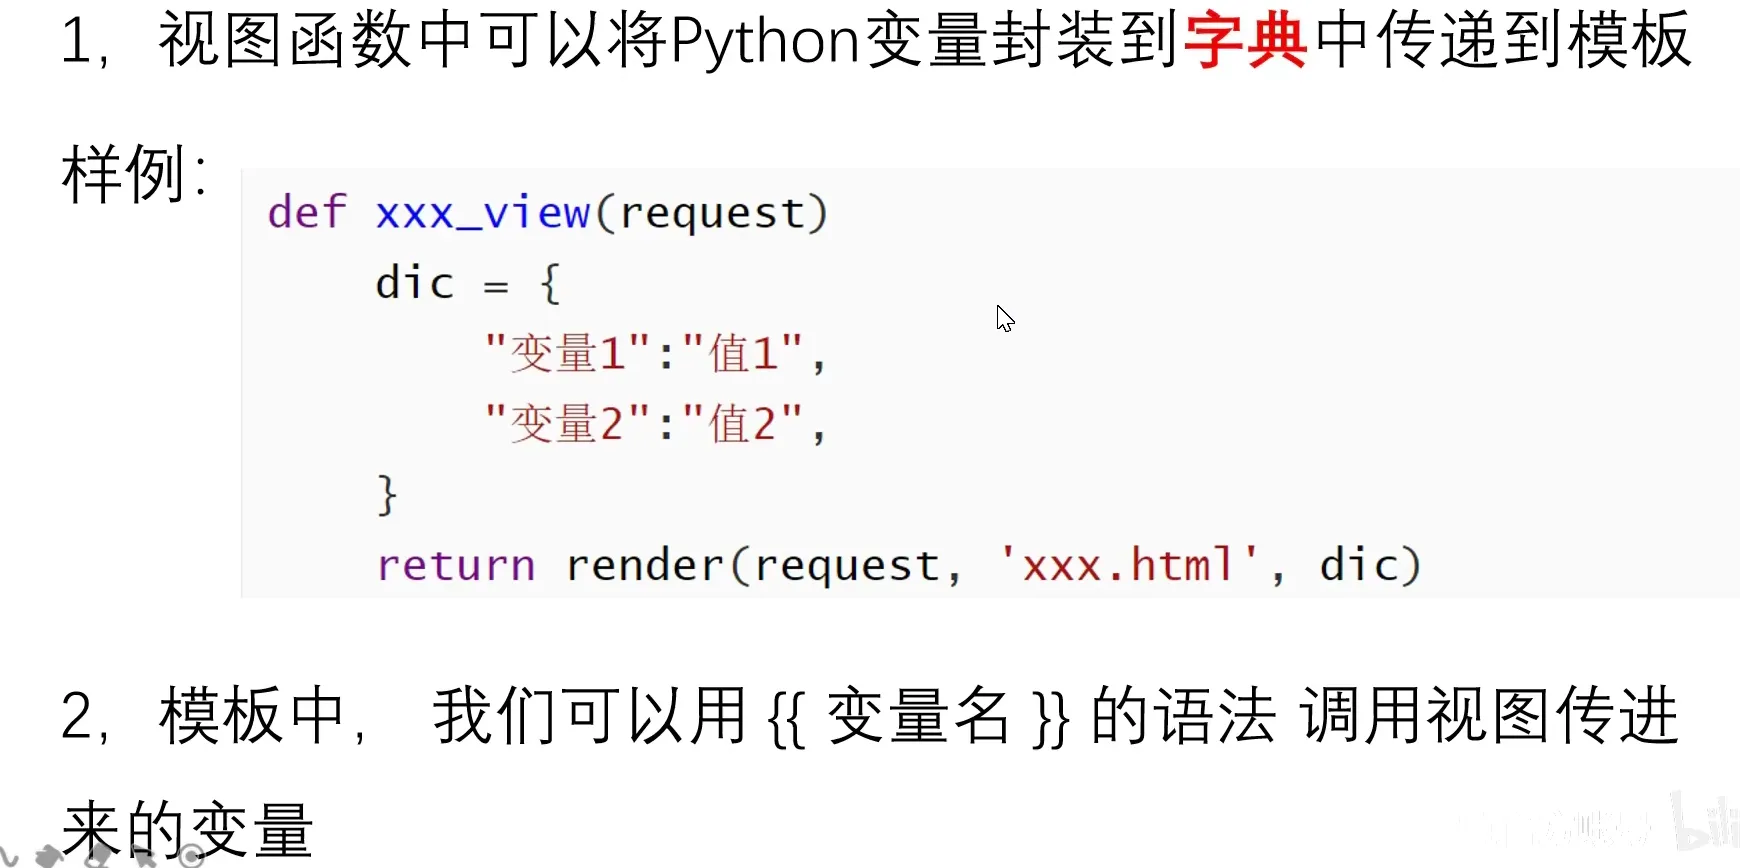 1, 视图函数中可以将Python变量封装到字典中传递到模板
样例:
def xxx_view(request)
    dic = {
        "变量1":"值1",
        "变量2":"值2",
    }
    return render(request, 'xxx.html', dic)
2, 模板中, 我们可以用 {{ 变量名 }} 的语法 调用视图传进
来的变量